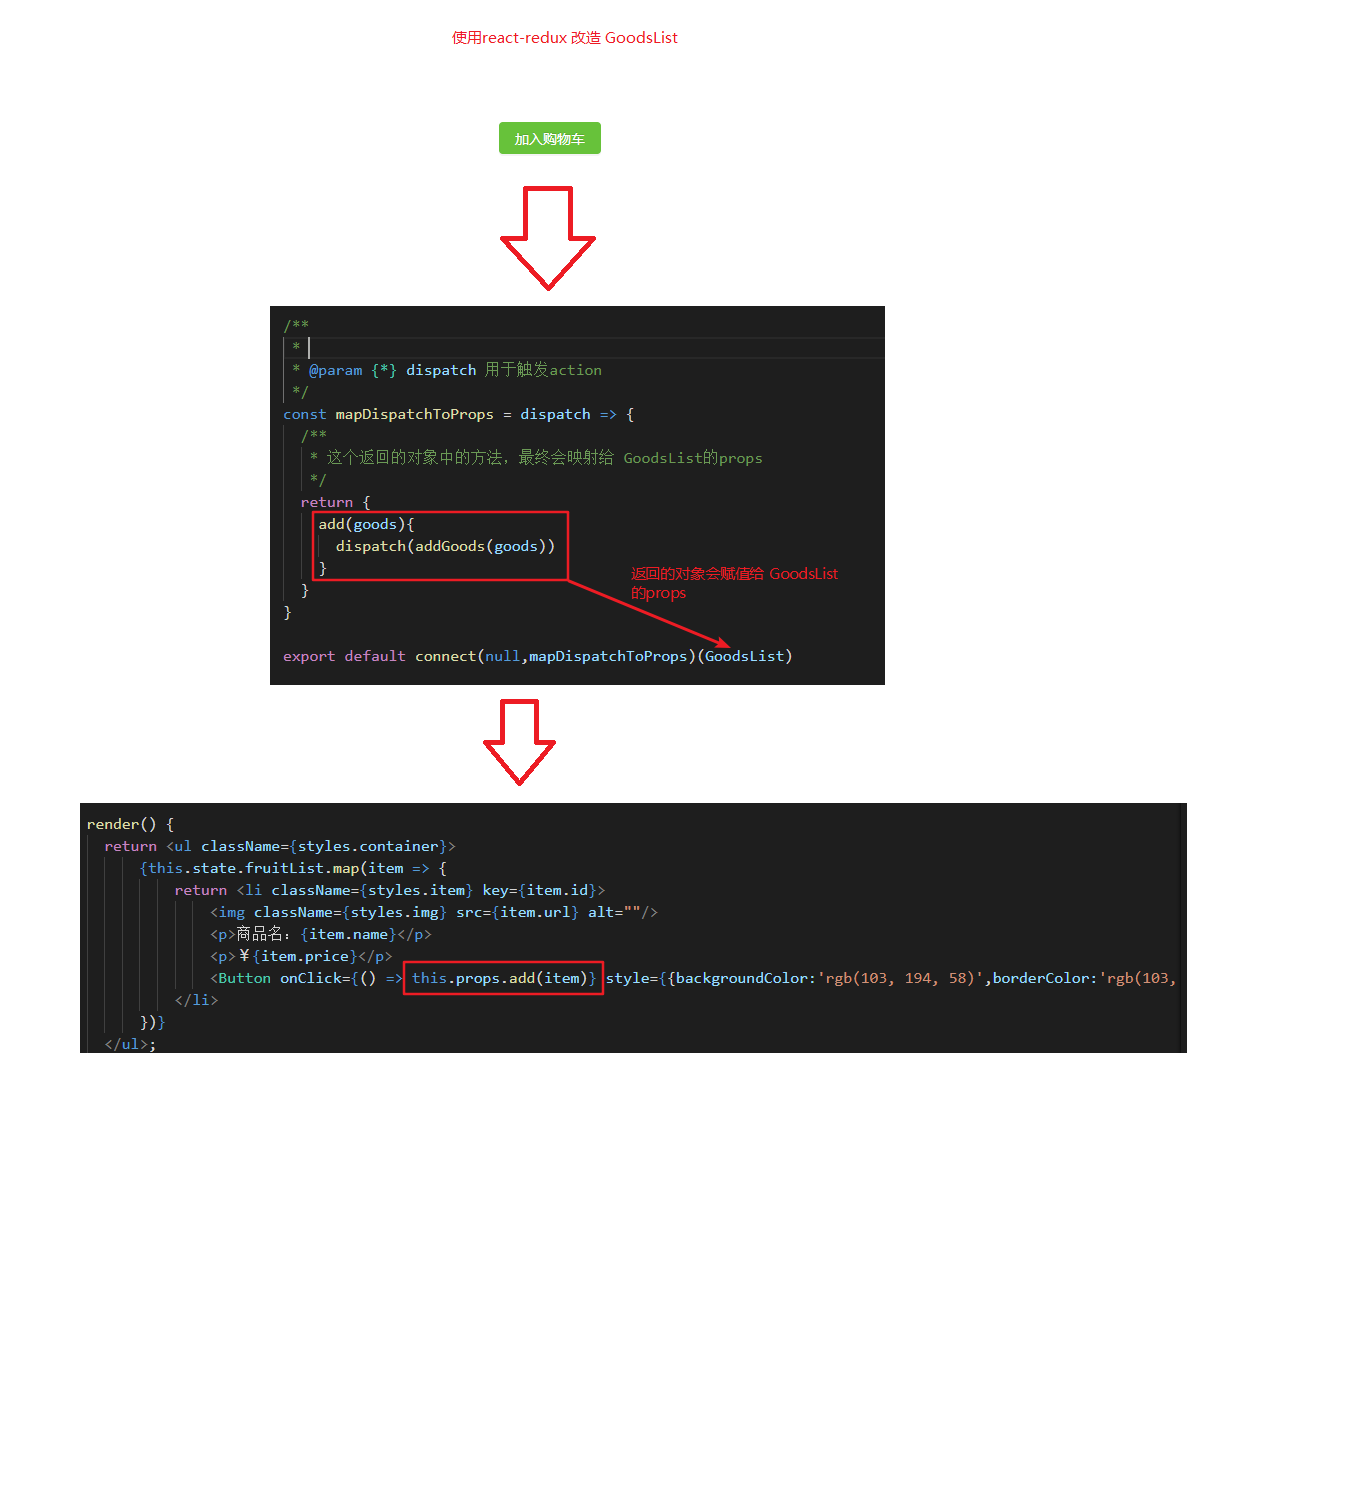 使用react-redux 改造 GoodsList
加入购物车
/**
 *
 * @param {*} dispatch 用于触发action
 */
const mapDispatchToProps = dispatch => {
  /**
   * 这个返回的对象中的方法，最终会映射给 GoodsList的props
   */
  return {
    add(goods){
      dispatch(addGoods(goods))
    }
  }
}
返回的对象会赋值给 GoodsList
的props
export default connect(null,mapDispatchToProps)(GoodsList)
render() {
  return <ul className={styles.container}>
      {this.state.fruitList.map(item => {
          return <li className={styles.item} key={item.id}>
              <img className={styles.img} src={item.url} alt=""/>
              <p>商品名：{item.name}</p>
              <p>￥{item.price}</p>
              <Button onClick={() => this.props.add(item)} style={{backgroundColor:'rgb(103, 194, 58)',borderColor:'rgb(103,
          </li>
      })}
  </ul>;